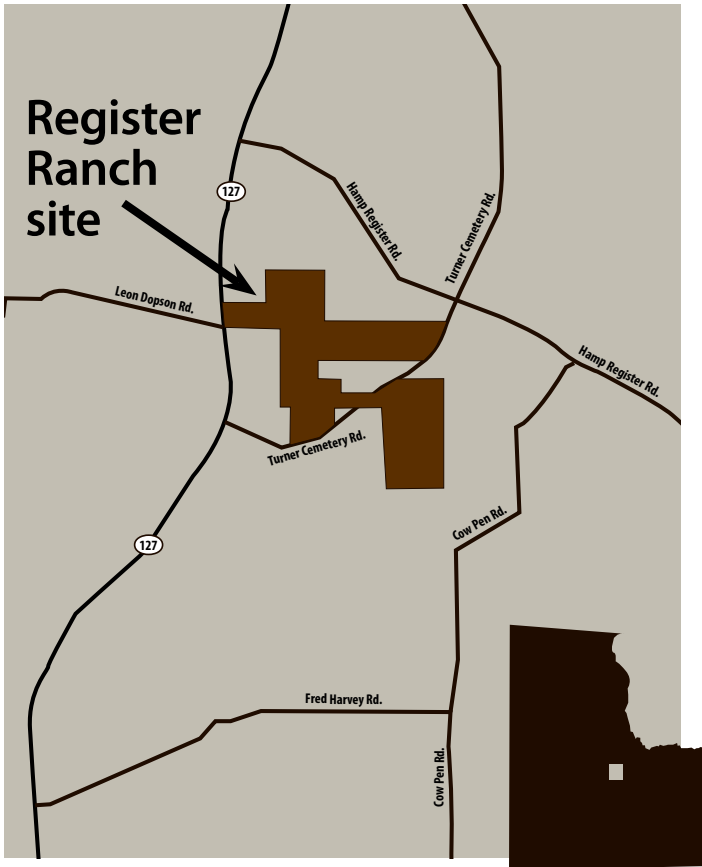 Register
Ranch
site
127
Hamp Register Rd.
Turner Cemetery Rd.
Leon Dopson Rd.
Hamp Register Rd.
Turner Cemetery Rd.
Cow Pen Rd.
127
Fred Harvey Rd.
Cow Pen Rd.